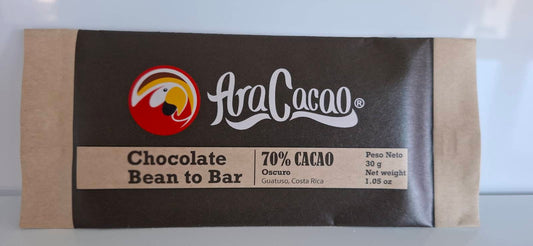 AraCacao®
Chocolate
Bean to Bar
70% CACAO
Oscuro
Guatuso, Costa Rica
Peso Neto
30 g
Net weight
1.05 oz